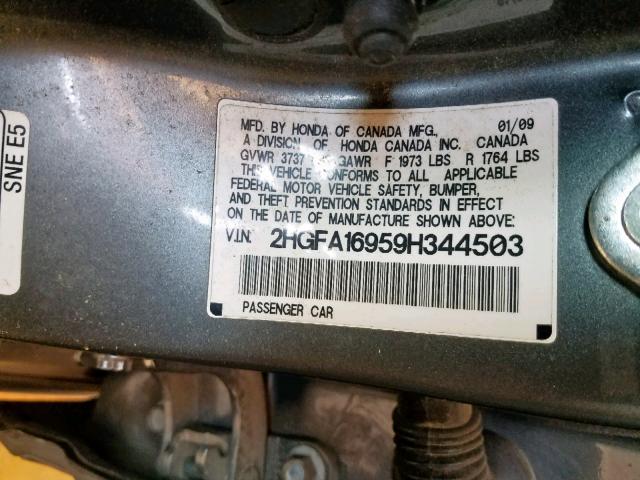 MFD. BY HONDA OF CANADA MFG., 01/09
A DIVISION OF HONDA CANADA INC. CANADA
GVWR 3737 GAWR F 1973 LBS R 1764 LBS
THIS VEHICLE CONFORMS TO ALL APPLICABLE
FEDERAL MOTOR VEHICLE SAFETY, BUMPER,
AND THEFT PREVENTION STANDARDS IN EFFECT
ON THE DATE OF MANUFACTURE SHOWN ABOVE:
V.I.N: 2HGFA16959H344503
PASSENGER CAR
SNE E5